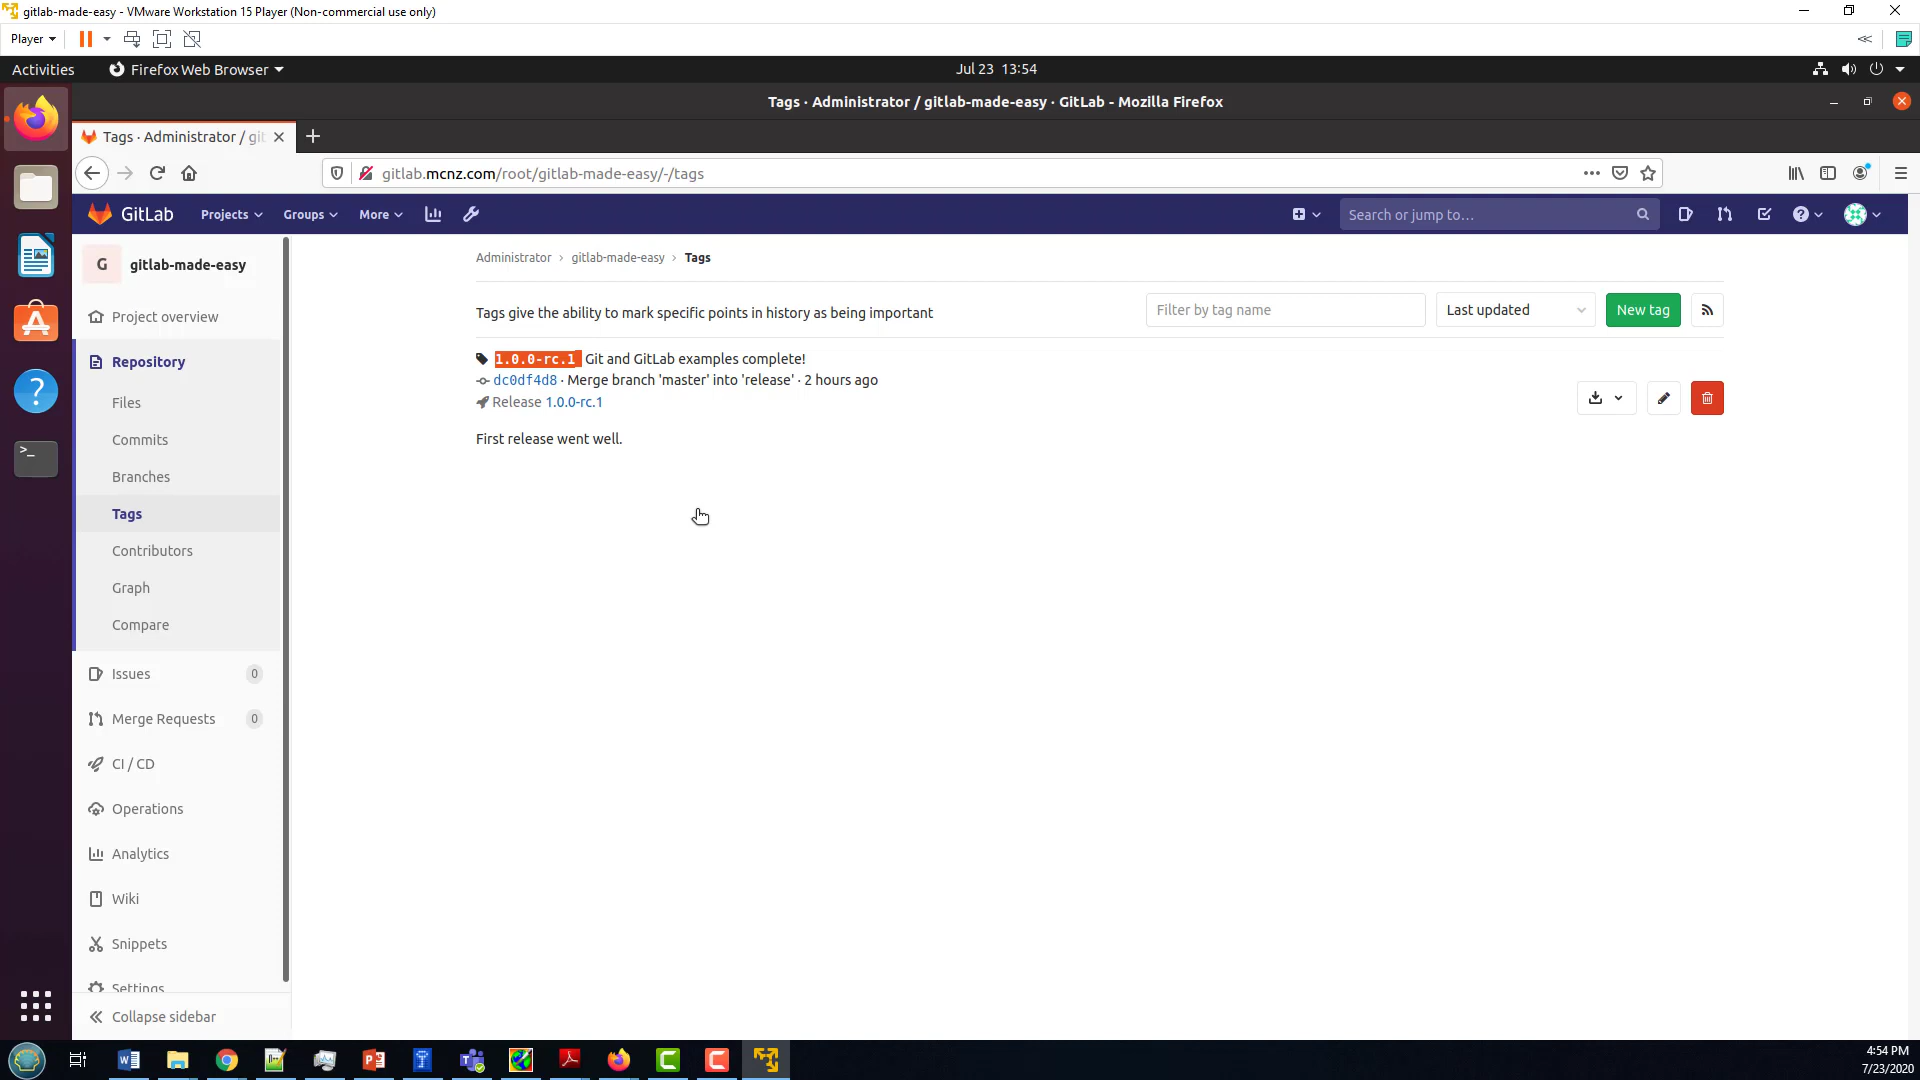 gitlab-made-easy - VMware Workstation 15 Player (Non-commercial use only)
Player
Activities
Firefox Web Browser
Jul 23 13:54
Tags · Administrator / gitlab-made-easy · GitLab - Mozilla Firefox
Tags · Administrator / git
gitlab.mcnz.com/root/gitlab-made-easy/-/tags
GitLab
Projects
Groups
More
Search or jump to...
G
gitlab-made-easy
Project overview
Repository
Files
Commits
Branches
Tags
Contributors
Graph
Compare
Issues 0
Merge Requests 0
CI / CD
Operations
Analytics
Wiki
Snippets
Settings
Collapse sidebar
Administrator › gitlab-made-easy › Tags
Tags give the ability to mark specific points in history as being important
Filter by tag name
Last updated
New tag
1.0.0-rc.1 Git and GitLab examples complete!
dc0df4d8 · Merge branch 'master' into 'release' · 2 hours ago
Release 1.0.0-rc.1
First release went well.
4:54 PM
7/23/2020